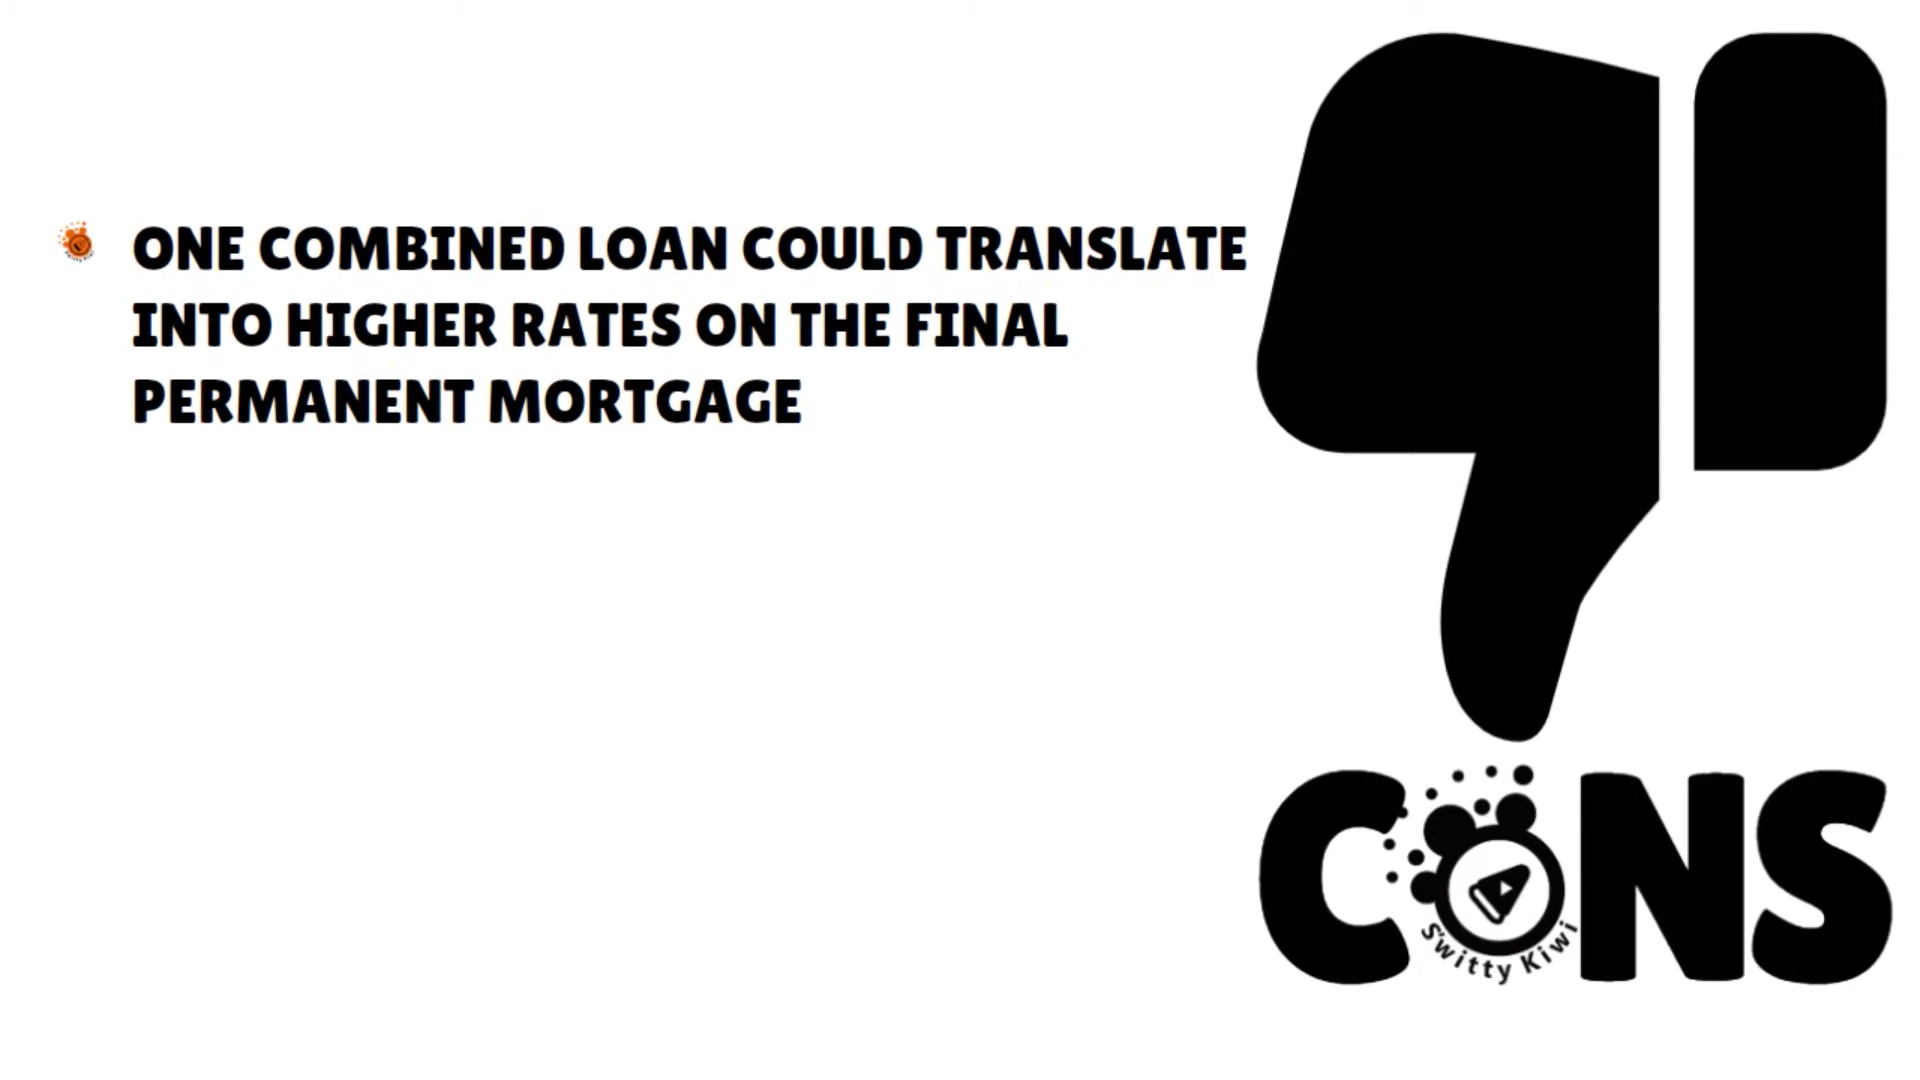 ONE COMBINED LOAN COULD TRANSLATE
INTO HIGHER RATES ON THE FINAL
PERMANENT MORTGAGE
CONS
Switty Kiwi